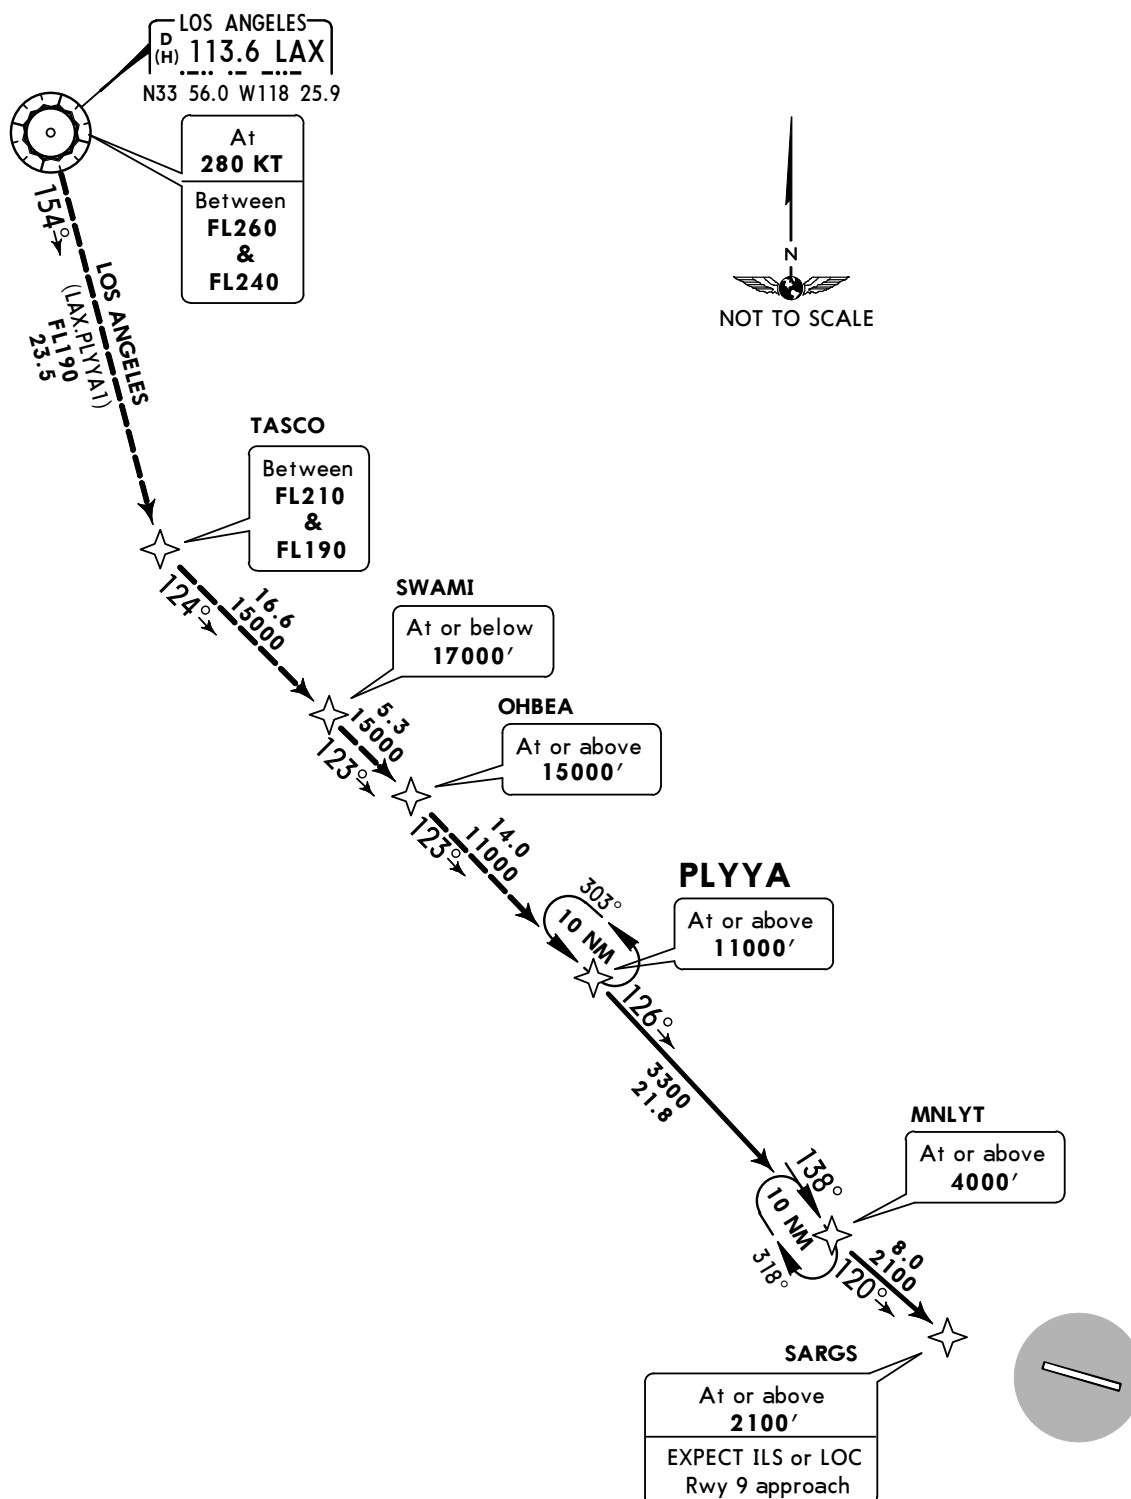 LOS ANGELES
D
(H)
113.6 LAX
N33 56.0 W118 25.9
At
280 KT
Between
FL260
&
FL240
154°
LOS ANGELES
(LAX.PLYYA1)
FL190
23.5
N
NOT TO SCALE
TASCO
Between
FL210
&
FL190
124°
16.6
15000
SWAMI
At or below
17000′
123°
5.3
15000
OHBEA
At or above
15000′
123°
14.0
11000
303°
10 NM
PLYYA
At or above
11000′
126°
3300
21.8
MNLYT
At or above
4000′
138°
10 NM
318°
8.0
2100
120°
SARGS
At or above
2100′
EXPECT ILS or LOC
Rwy 9 approach